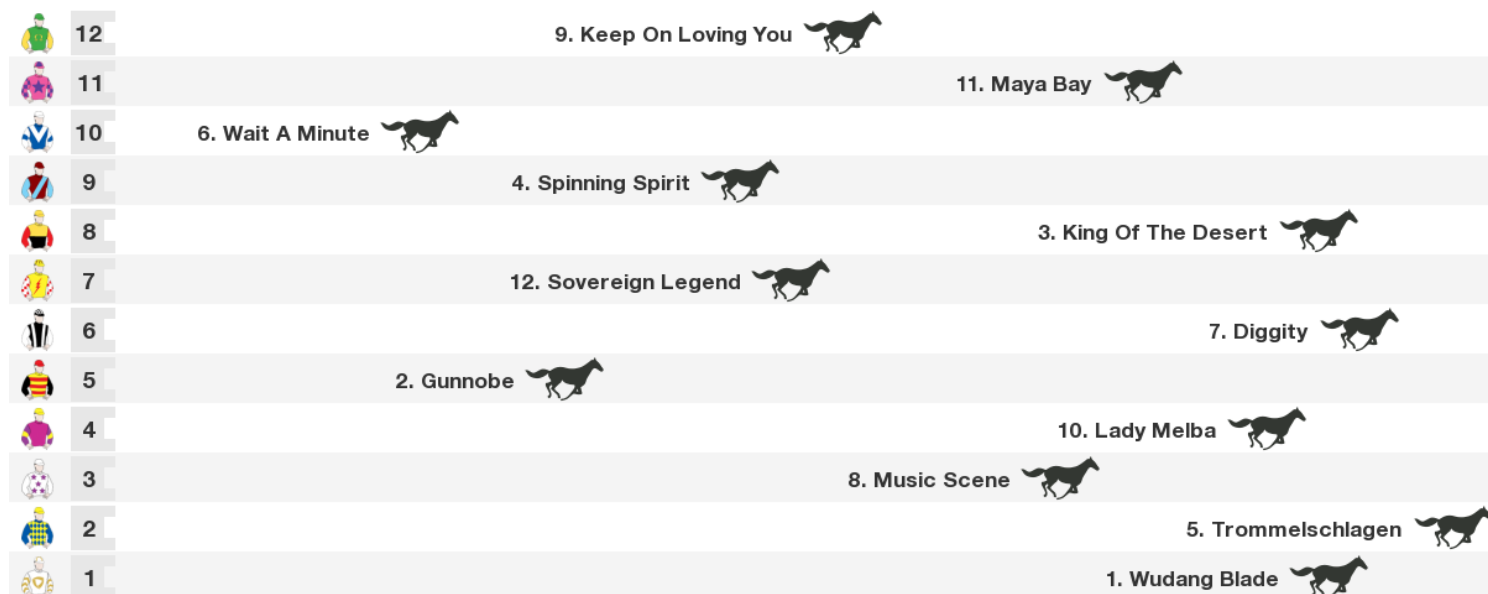 12 9. Keep On Loving You
11 11. Maya Bay
10 6. Wait A Minute
9 4. Spinning Spirit
8 3. King Of The Desert
7 12. Sovereign Legend
6 7. Diggity
5 2. Gunnobe
4 10. Lady Melba
3 8. Music Scene
2 5. Trommelschlagen
1 1. Wudang Blade